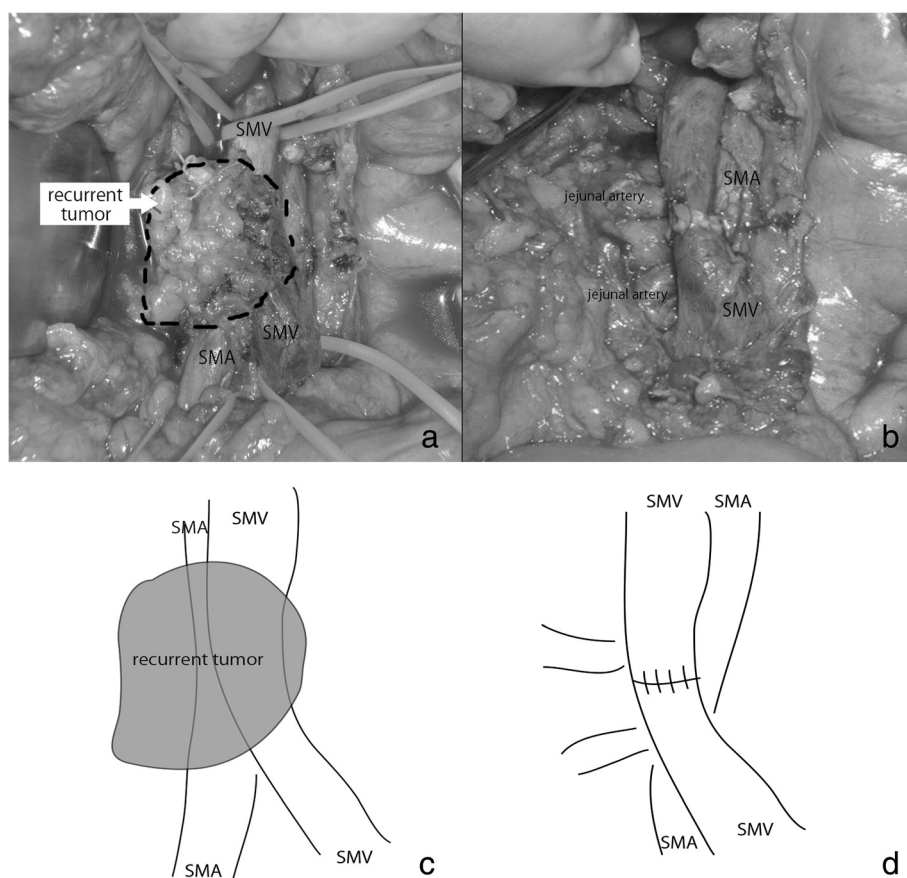 SMV
recurrent
tumor
SMV
SMA
a
SMA
jejunal artery
jejunal artery
SMV
b
SMA
SMV
recurrent tumor
SMV
SMA
c
SMV
SMA
SMA
SMV
d